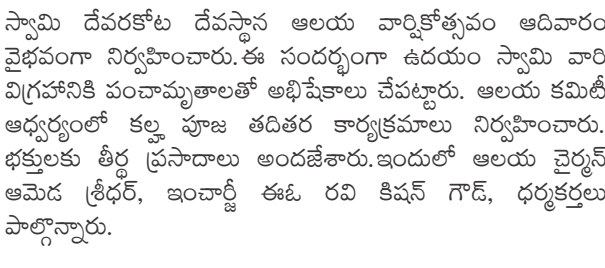 స్వామి దేవరకోట దేవస్థాన ఆలయ వార్షికోత్సవం ఆదివారం
వైభవంగా నిర్వహించారు.ఈ సందర్భంగా ఉదయం స్వామి వారి
విగ్రహానికి పంచామృతాలతో అభిషేకాలు చేపట్టారు. ఆలయ కమిటీ
ఆధ్వర్యంలో కల్హ పూజ తదితర కార్యక్రమాలు నిర్వహించారు.
భక్తులకు తీర్థ ప్రసాదాలు అందజేశారు.ఇందులో ఆలయ చైర్మన్
ఆమెడ శ్రీధర్, ఇంచార్జీ ఈఓ రవి కిషన్ గౌడ్, ధర్మకర్తలు
పాల్గొన్నారు.